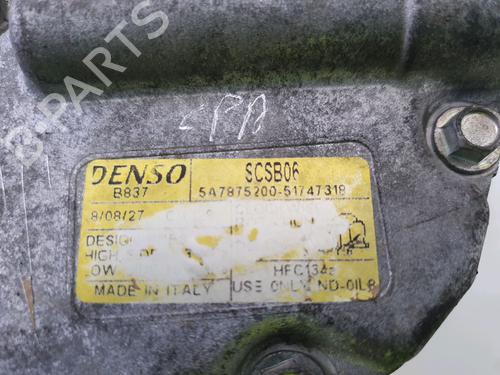 B-Parts
DENSO SCSB06
B837 5A7875200-51747318
8/08/27
DESIG
HIGH S
LOW
HFC134a
MADE IN ITALY USE ONLY ND-OIL8